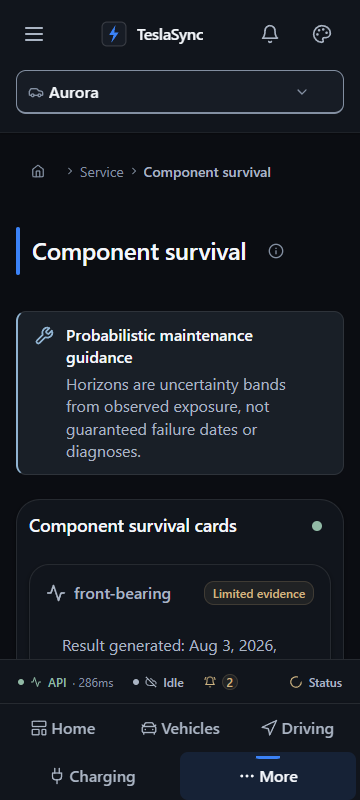 TeslaSync
Aurora
Service
Component survival
Component survival
Probabilistic maintenance
guidance
Horizons are uncertainty bands
from observed exposure, not
guaranteed failure dates or
diagnoses.
Component survival cards
front-bearing
Limited evidence
Result generated: Aug 3, 2026,
API · 286ms
Idle
2
Status
Home
Vehicles
Driving
Charging
More